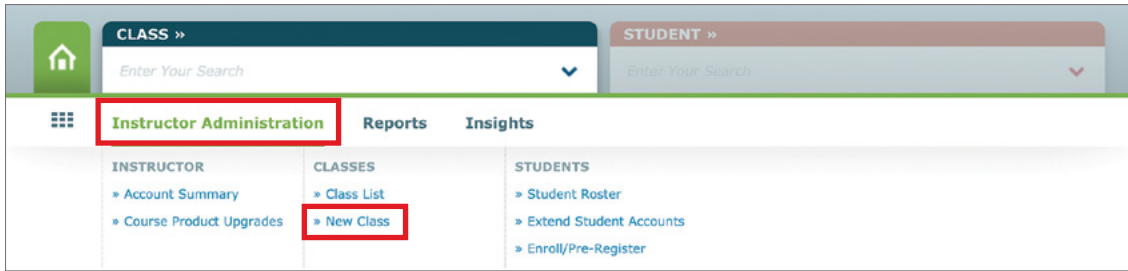 CLASS » STUDENT »
Enter Your Search Enter Your Search
Instructor Administration Reports Insights
INSTRUCTOR CLASSES STUDENTS
» Account Summary » Class List » Student Roster
» Course Product Upgrades » New Class » Extend Student Accounts
» Enroll/Pre-Register